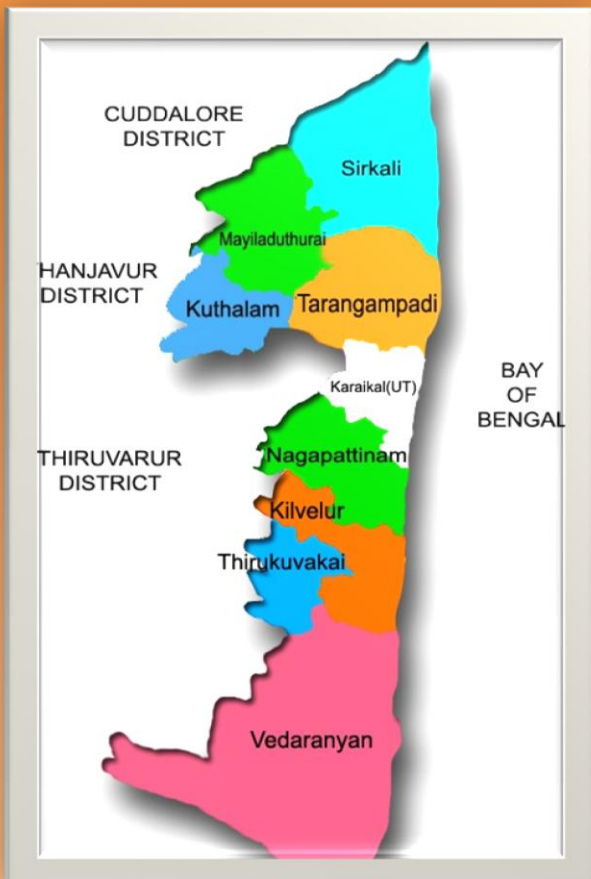 CUDDALORE
DISTRICT
Sirkali
Mayiladuthurai
HANJAVUR
DISTRICT
Kuthalam
Tarangampadi
Karaikal(UT)
BAY
OF
BENGAL
THIRUVARUR
DISTRICT
Nagapattinam
Kilvelur
Thirukuvakai
Vedaranyan